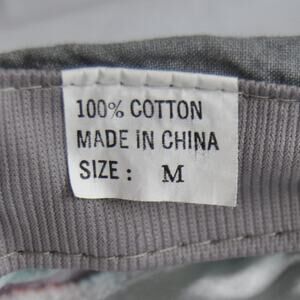 100% COTTON
MADE IN CHINA
SIZE : M